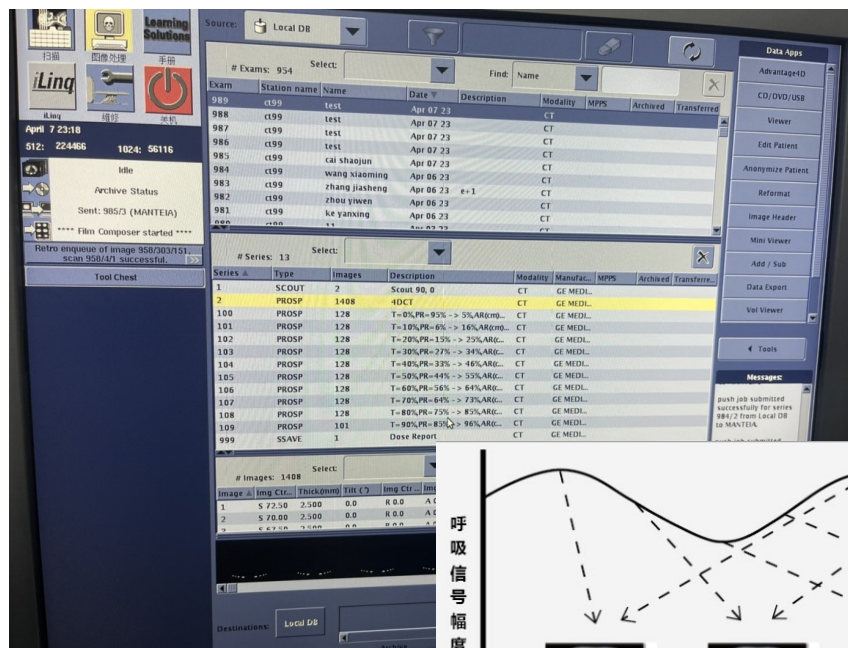 Learning
Solutions
扫描
图像处理
手册
iLinq
iLinq
维修
关机
April 7 23:18
512: 224466 1024: 56116
Idle
Archive Status
Sent: 985/3 (MANTEIA)
**** Film Composer started ****
Retro enqueue of image 958/303/151,
scan 958/4/1 successful.
Tool Chest
Source: Local DB
# Exams: 954 Select: Find: Name
Exam Station name Name Date Description Modality MPPS Archived Transferred
989 ct99 test Apr 07 23 CT
988 ct99 test Apr 07 23 CT
987 ct99 test Apr 07 23 CT
986 ct99 test Apr 07 23 CT
985 ct99 cai shaojun Apr 07 23 CT
984 ct99 wang xiaoming Apr 06 23 CT
983 ct99 zhang jiasheng Apr 06 23 e+1 CT
982 ct99 zhou yiwen Apr 06 23 CT
981 ct99 ke yanxing Apr 06 23 CT
# Series: 13 Select:
Series Type Images Description Modality Manufac... MPPS Archived Transferre...
1 SCOUT 2 Scout 90, 0 CT GE MEDI...
2 PROSP 1408 4DCT CT GE MEDI...
100 PROSP 128 T=0%,PR=95% -> 5%,AR(cm)... CT GE MEDI...
101 PROSP 128 T=10%,PR=6% -> 16%,AR(cm)... CT GE MEDI...
102 PROSP 128 T=20%,PR=15% -> 25%,AR(c... CT GE MEDI...
103 PROSP 128 T=30%,PR=27% -> 34%,AR(c... CT GE MEDI...
104 PROSP 128 T=40%,PR=33% -> 46%,AR(c... CT GE MEDI...
105 PROSP 128 T=50%,PR=44% -> 55%,AR(c... CT GE MEDI...
106 PROSP 128 T=60%,PR=56% -> 64%,AR(c... CT GE MEDI...
107 PROSP 128 T=70%,PR=64% -> 73%,AR(c... CT GE MEDI...
108 PROSP 128 T=80%,PR=75% -> 85%,AR(c... CT GE MEDI...
109 PROSP 101 T=90%,PR=85% -> 96%,AR(c... CT GE MEDI...
999 SSAVE 1 Dose Report CT GE MEDI...
# Images: 1408 Select:
Image Img Ctr... Thick(mm) Tilt (°) Img Ctr...
1 S 72.50 2.500 0.0 R 0.0
2 S 70.00 2.500 0.0 R 0.0
Destinations: Local DB
Data Apps
Advantage4D
CD/DVD/USB
Viewer
Edit Patient
Anonymize Patient
Reformat
Image Header
Mini Viewer
Add / Sub
Data Export
Vol Viewer
Tools
Messages:
push job submitted
successfully for series
984/2 from Local DB
to MANTEIA.
呼吸信号幅度